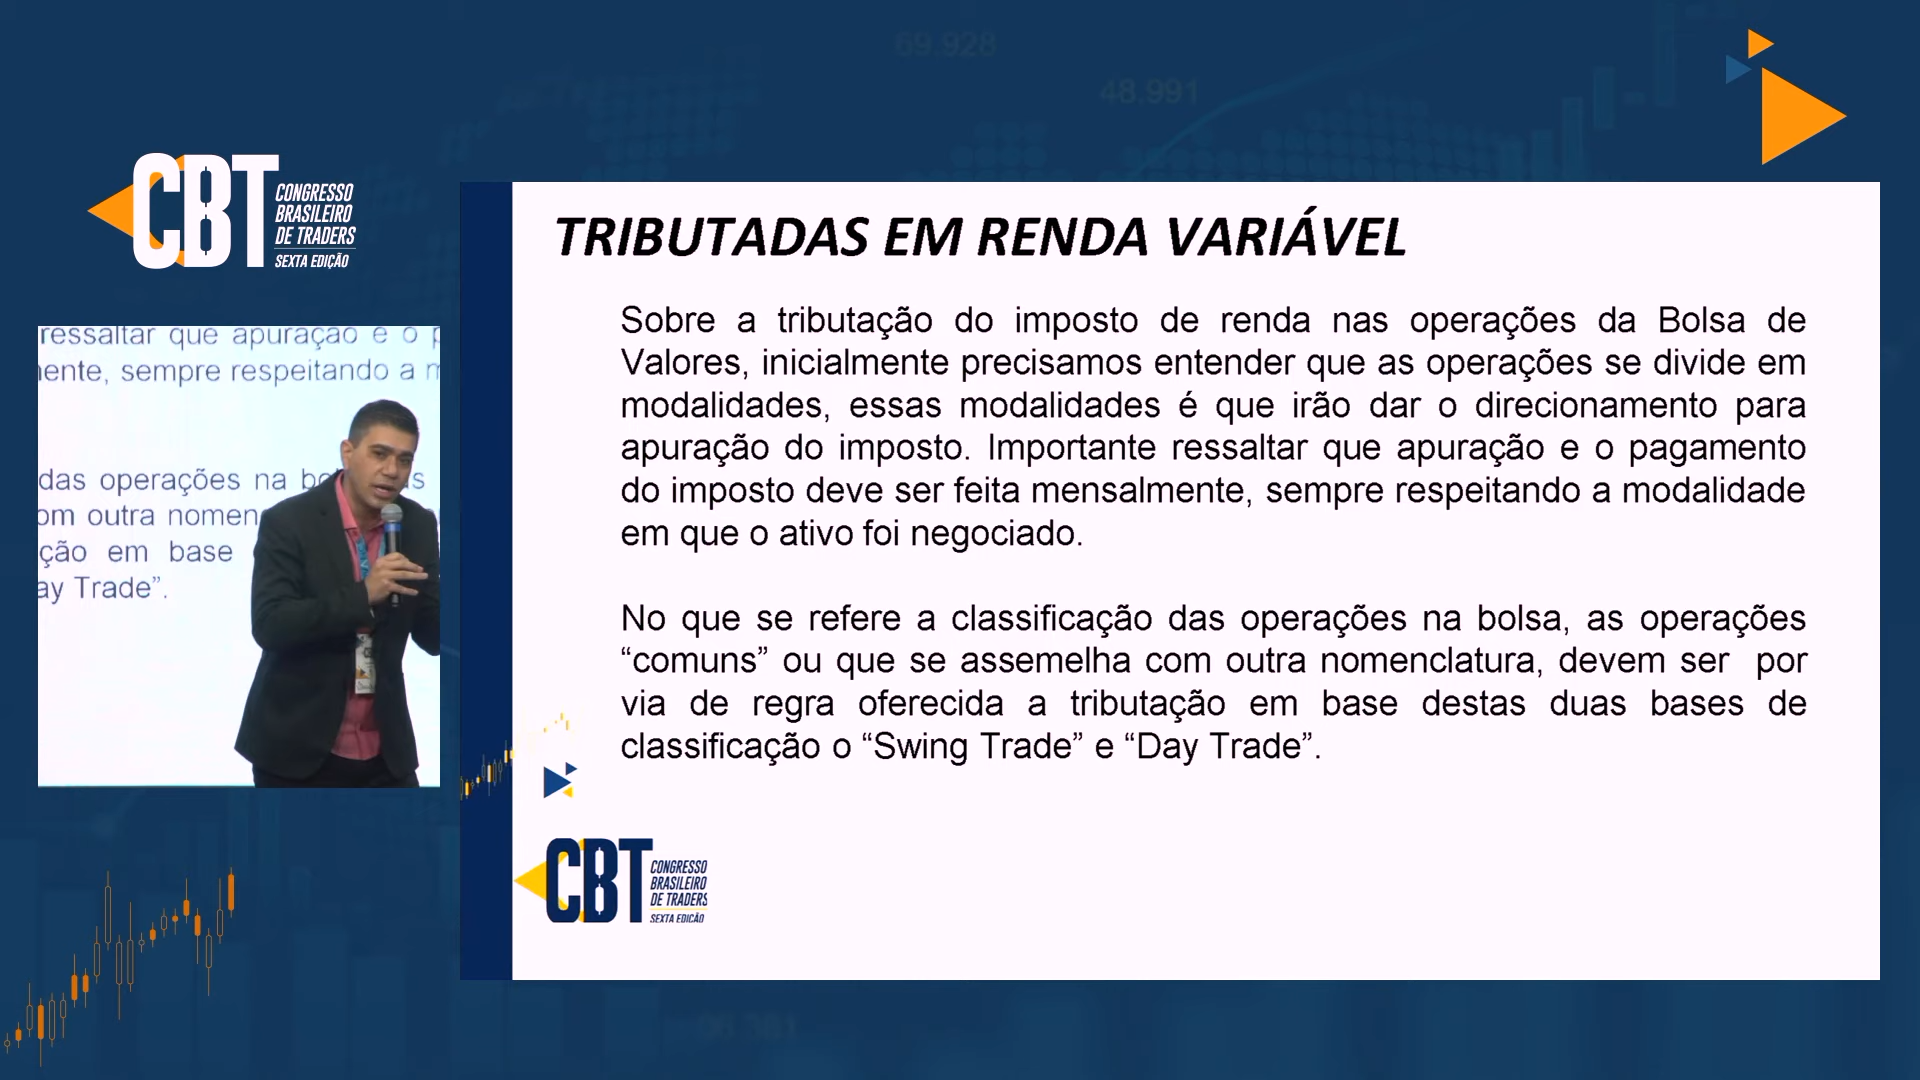 69.928
48.991
CBT
CONGRESSO
BRASILEIRO
DE TRADERS
SEXTA EDIÇÃO
TRIBUTADAS EM RENDA VARIÁVEL
Sobre a tributação do imposto de renda nas operações da Bolsa de
Valores, inicialmente precisamos entender que as operações se divide em
modalidades, essas modalidades é que irão dar o direcionamento para
apuração do imposto. Importante ressaltar que apuração e o pagamento
do imposto deve ser feita mensalmente, sempre respeitando a modalidade
em que o ativo foi negociado.
No que se refere a classificação das operações na bolsa, as operações
“comuns” ou que se assemelha com outra nomenclatura, devem ser por
via de regra oferecida a tributação em base destas duas bases de
classificação o “Swing Trade” e “Day Trade”.
CBT
CONGRESSO
BRASILEIRO
DE TRADERS
SEXTA EDIÇÃO
ressaltar que apuração e o p
ente, sempre respeitando a m
das operações na bo s
om outra nomen
ção em base
ay Trade”.